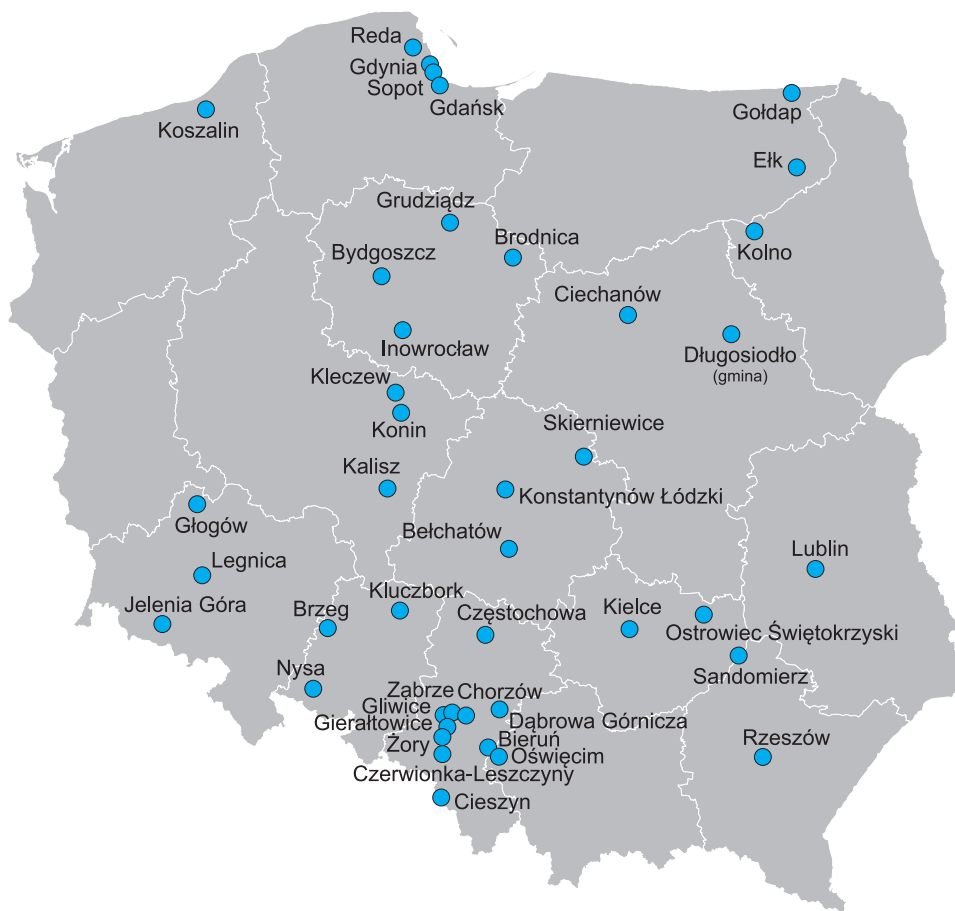 Reda
Gdynia
Sopot
Gdańsk
Koszalin
Gołdap
Ełk
Grudziądz
Kolno
Brodnica
Bydgoszcz
Ciechanów
Inowrocław
Długosiodło
(gmina)
Kleczew
Konin
Skierniewice
Kalisz
Konstantynów Łódzki
Głogów
Bełchatów
Legnica
Lublin
Jelenia Góra
Brzeg
Kluczbork
Częstochowa
Kielce
Ostrowiec Świętokrzyski
Sandomierz
Nysa
Zabrze
Chorzów
Gliwice
Gierałtowice
Dąbrowa Górnicza
Żory
Bieruń
Oświęcim
Rzeszów
Czerwionka-Leszczyny
Cieszyn